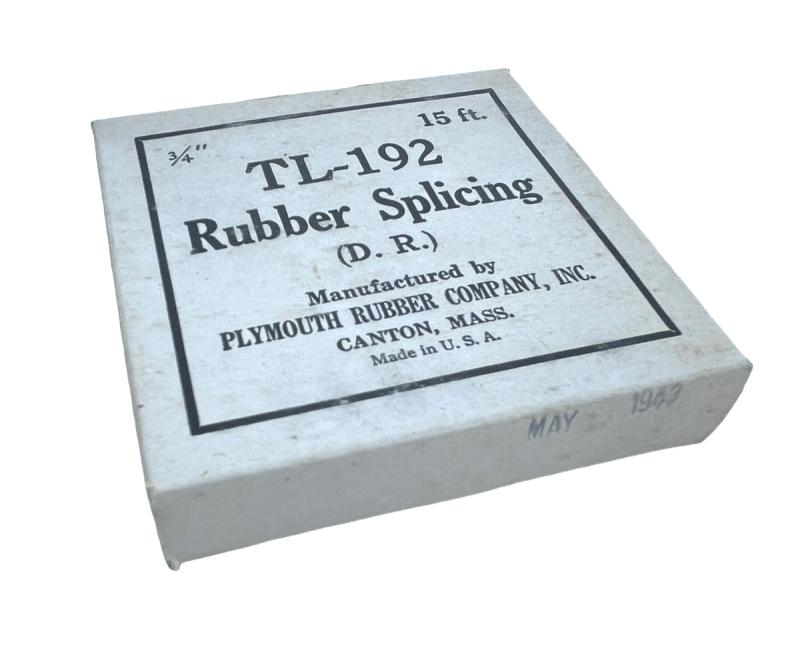 15 ft.
3/4"
TL-192
Rubber Splicing
(D. R.)
Manufactured by
PLYMOUTH RUBBER COMPANY, INC.
CANTON, MASS.
Made in U. S. A.
MAY 1943